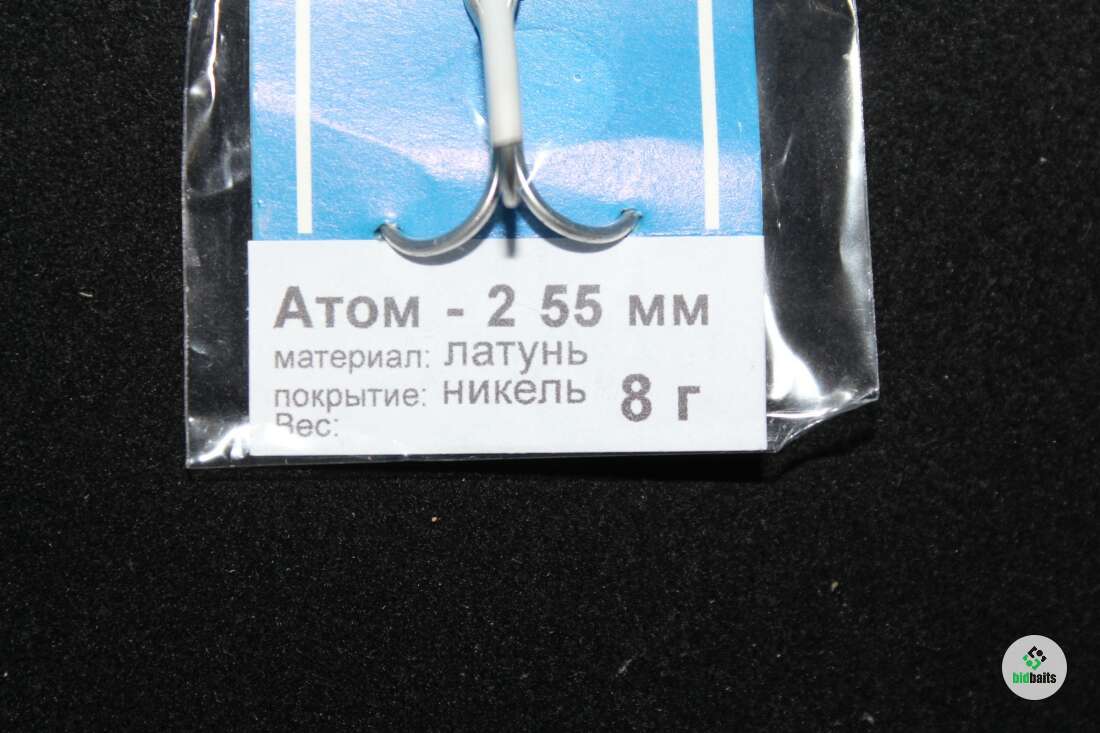 Атом - 2 55 мм
материал: латунь
покрытие: никель
Вес: 8 г
bidbaits